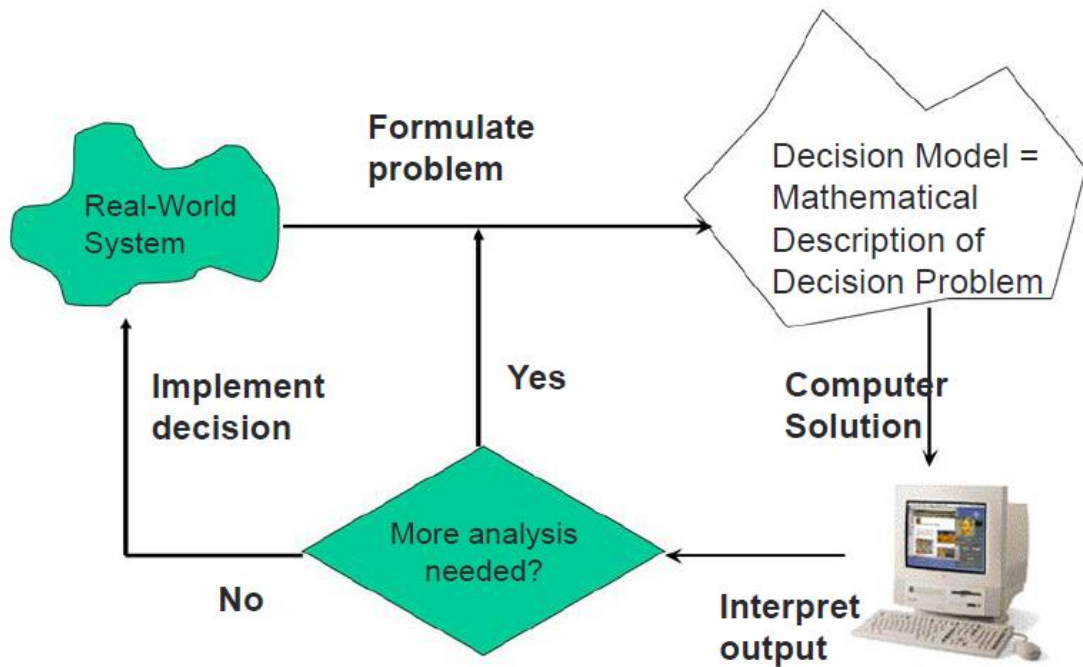 Formulate
problem
Real-World
System
Decision Model =
Mathematical
Description of
Decision Problem
Implement
decision
Yes
Computer
Solution
More analysis
needed?
No
Interpret
output